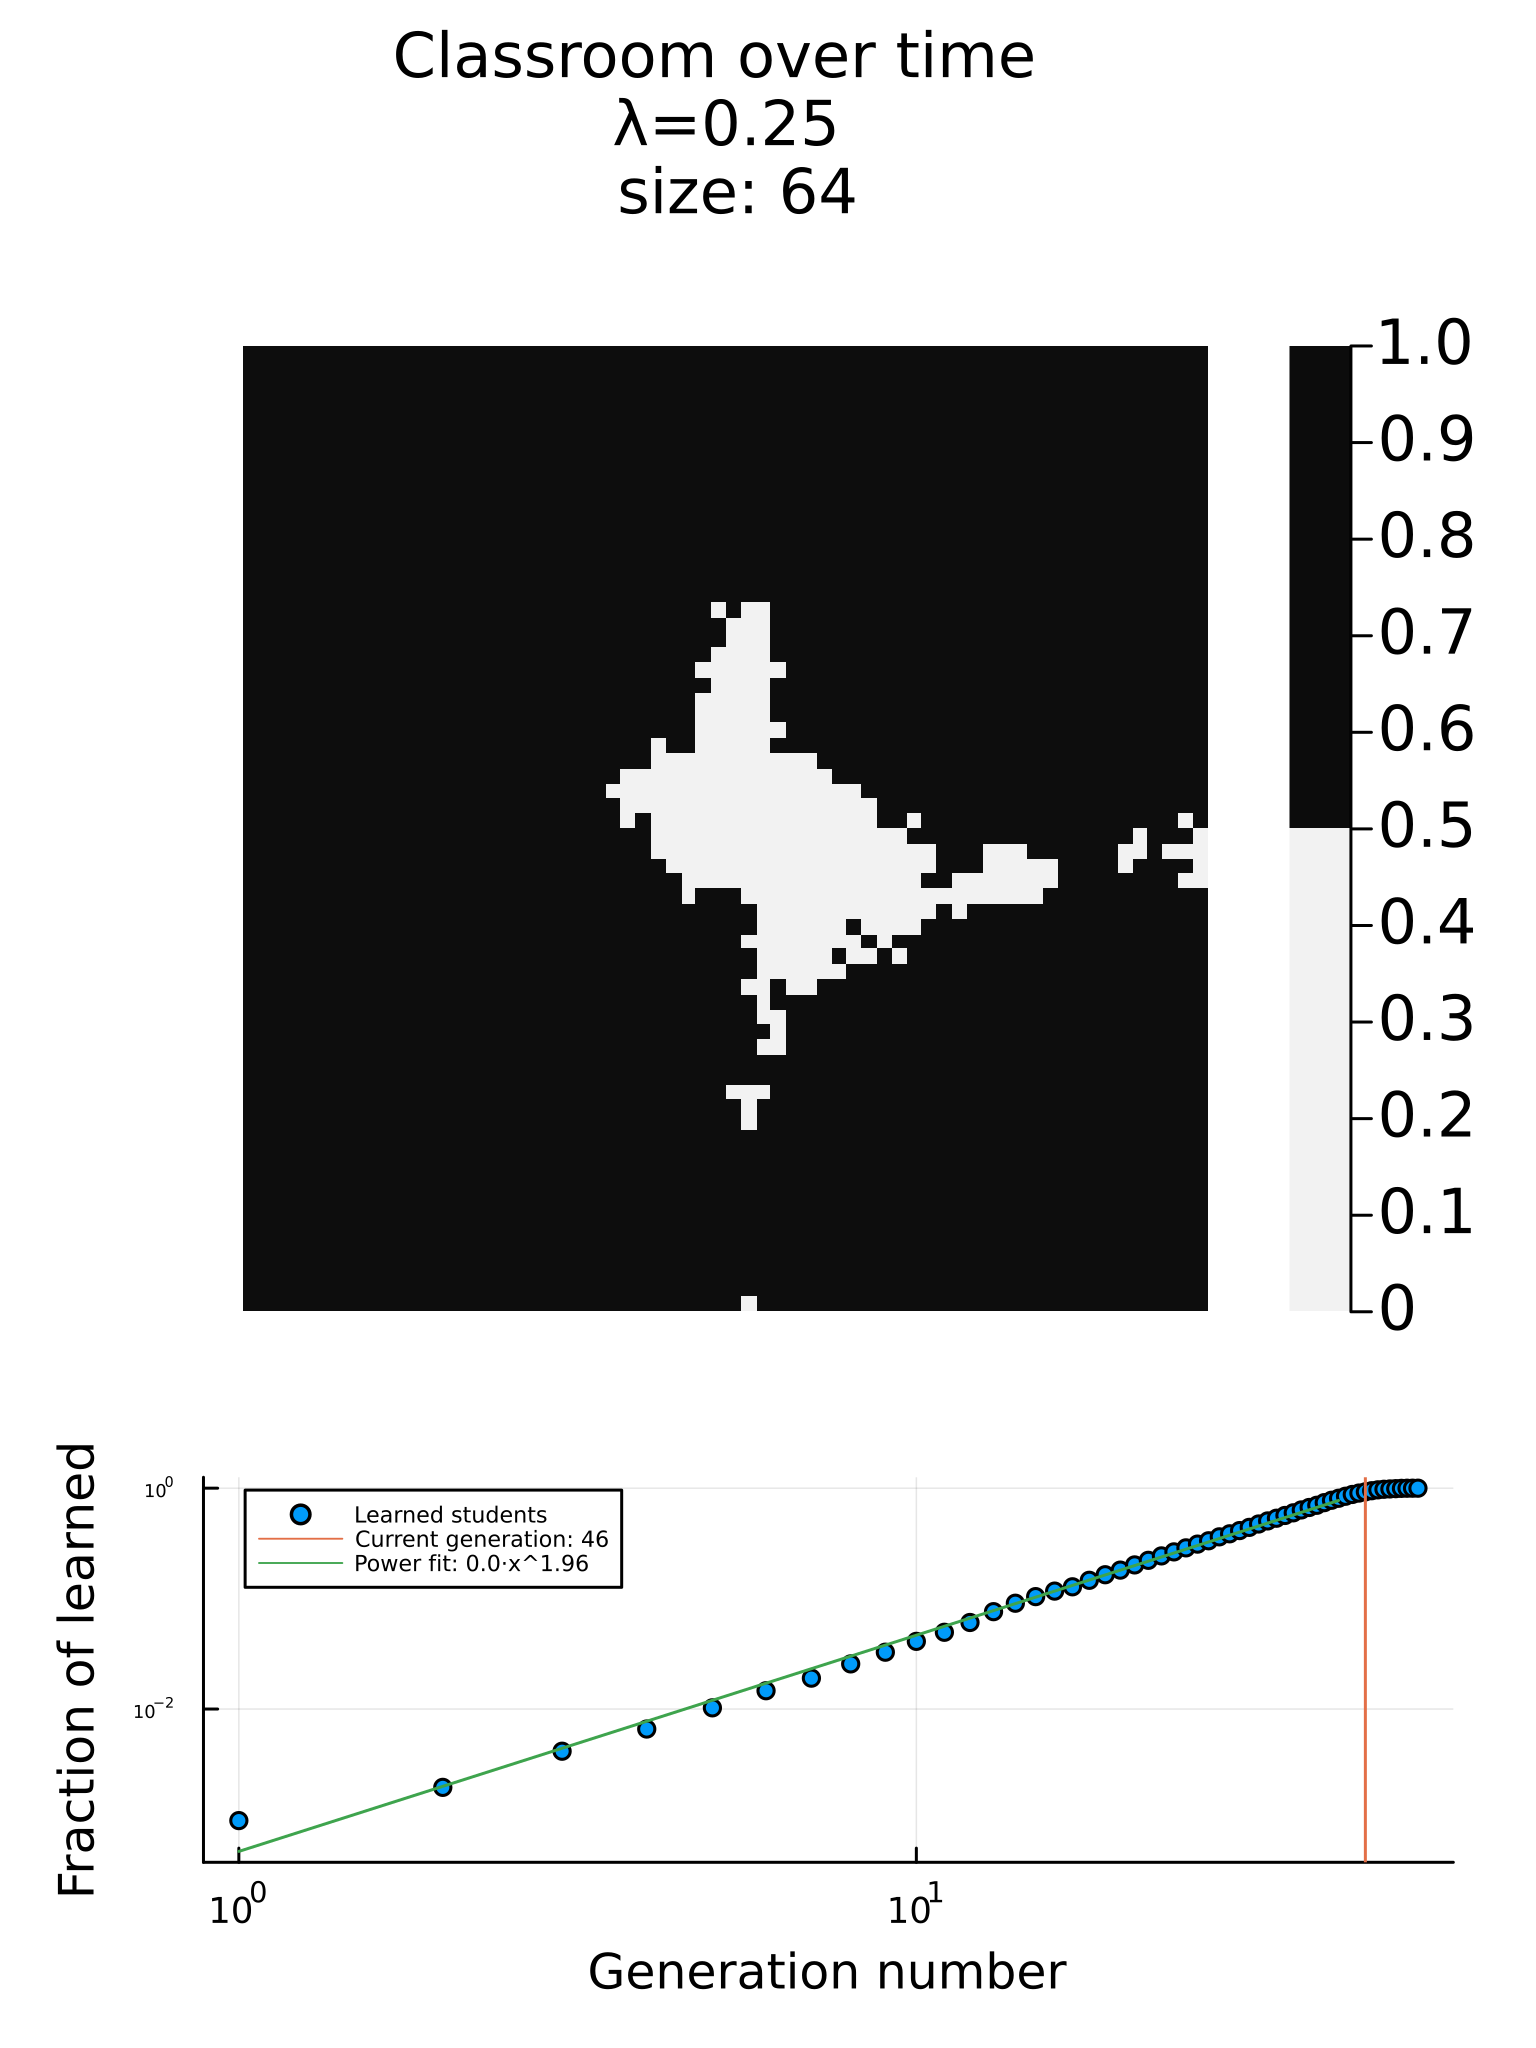 Classroom over time
λ=0.25
size: 64
1.0
0.9
0.8
0.7
0.6
0.5
0.4
0.3
0.2
0.1
0
Fraction of learned
10⁰
10⁻²
Learned students
Current generation: 46
Power fit: 0.0·x^1.96
10⁰
10¹
Generation number